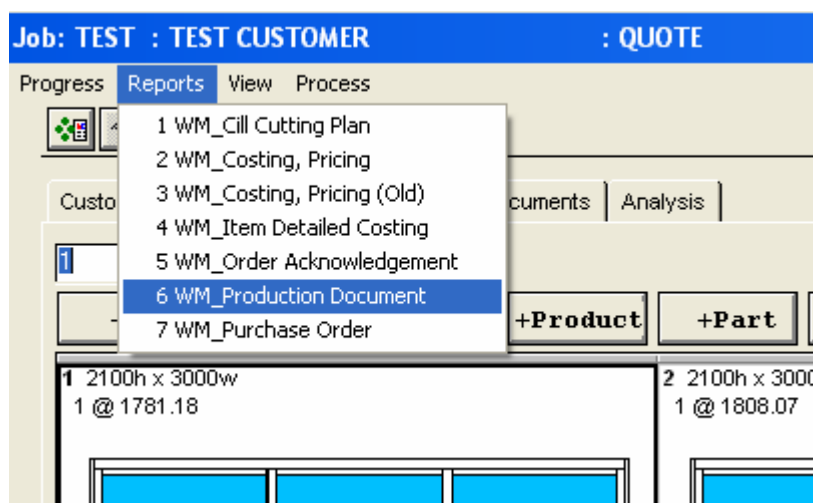 Job: TEST : TEST CUSTOMER : QUOTE
Progress Reports View Process
1 WM_Cill Cutting Plan
2 WM_Costing, Pricing
3 WM_Costing, Pricing (Old)
4 WM_Item Detailed Costing
5 WM_Order Acknowledgement
6 WM_Production Document
7 WM_Purchase Order
Custo cuments Analysis
1
+Product +Part
1 2100h x 3000w 2 2100h x 3000
1 @ 1781.18 1 @ 1808.07